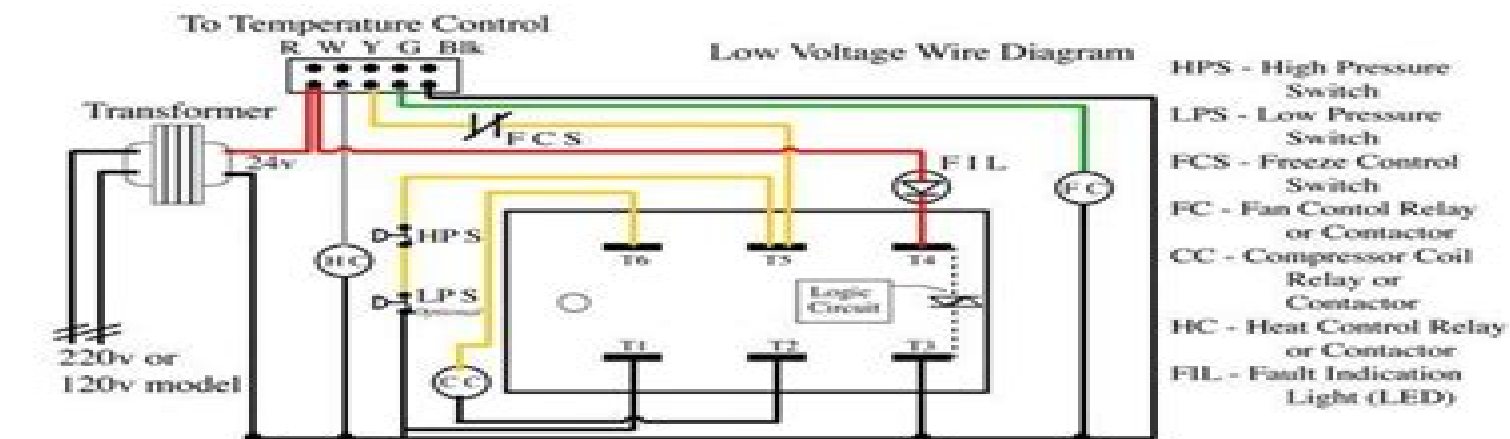 To Temperature Control
R W Y G Blk
Low Voltage Wire Diagram
Transformer
24v
FCS
FIL
FC
HPS
HC
LPS
T6
T5
T4
Logic
Circuit
T1
T2
T3
CC
220v or
120v model
HPS - High Pressure
Switch
LPS - Low Pressure
Switch
FCS - Freeze Control
Switch
FC - Fan Contol Relay
or Contactor
CC - Compressor Coil
Relay or
Contactor
HC - Heat Control Relay
or Contactor
FIL - Fault Indication
Light (LED)